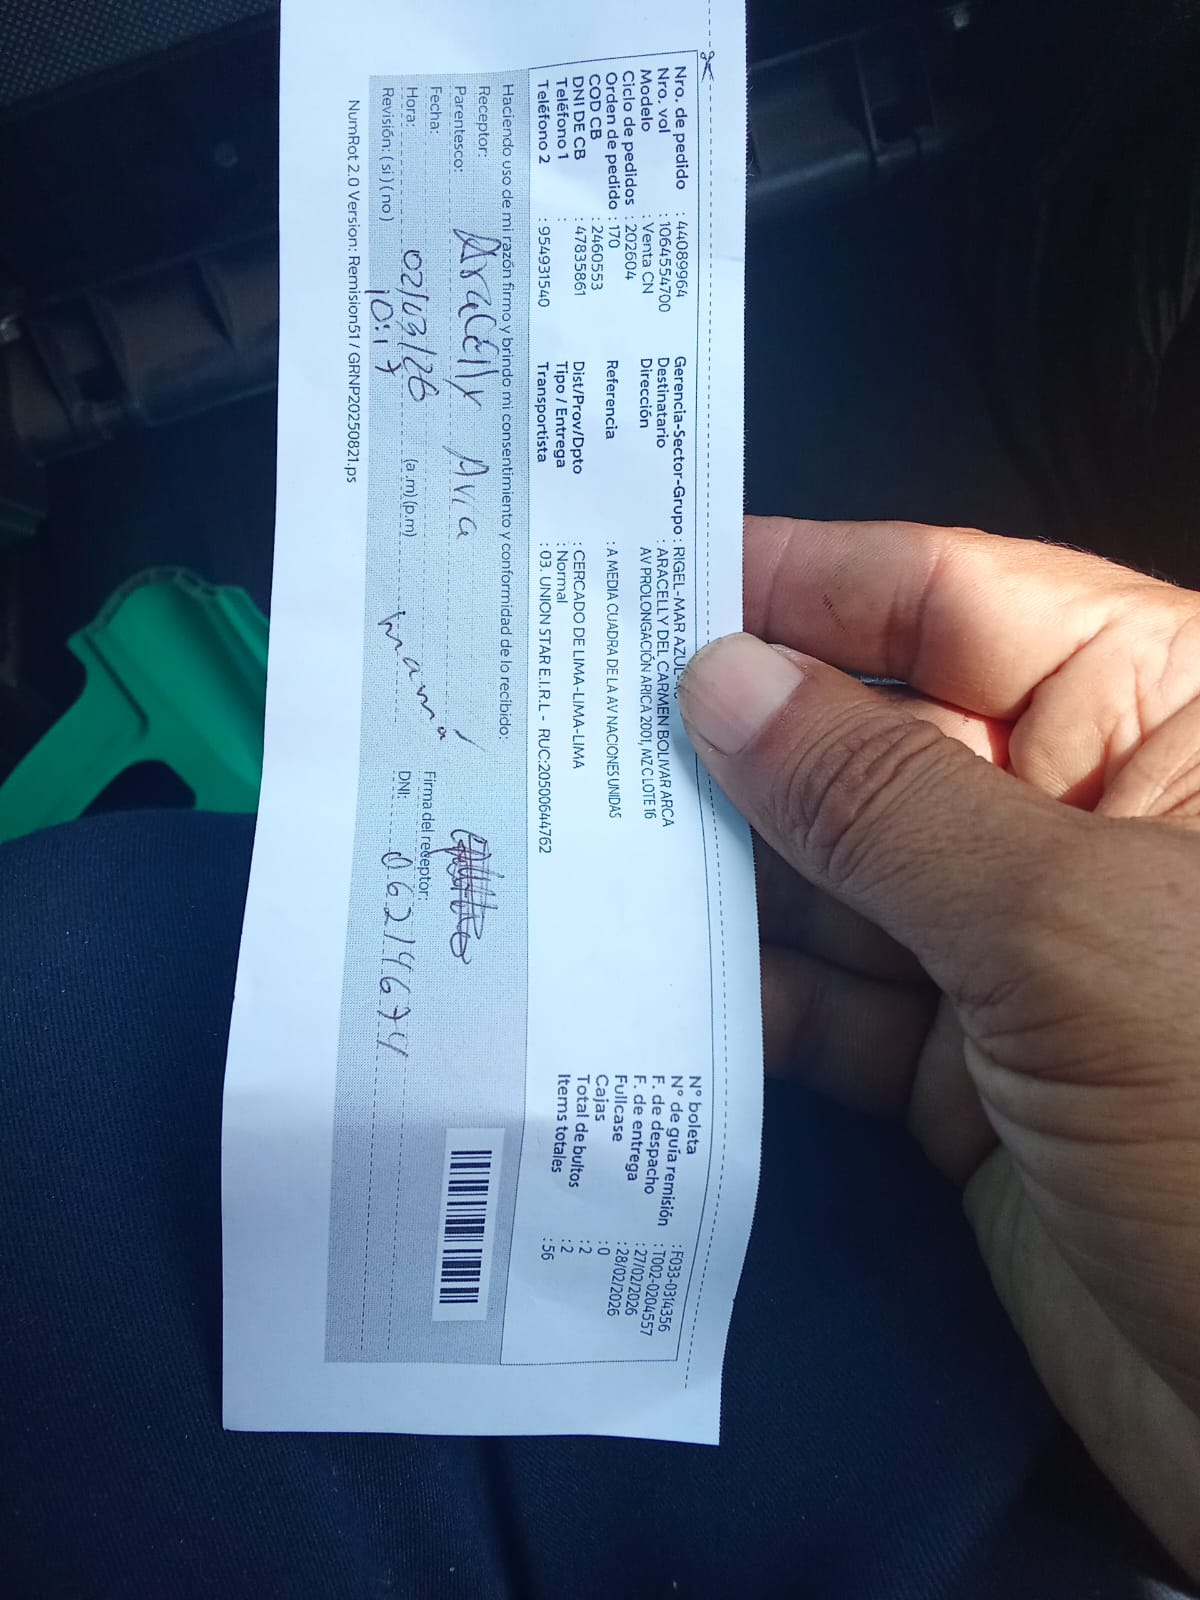 Nro. de pedido : 44089964
Nro. vol : 1064554700
Modelo : Venta CN
Ciclo de pedidos : 202604
Orden de pedido : 170
COD CB : 2460553
DNI DE CB : 47835861
Teléfono 1 :
Teléfono 2 : 954931540
Gerencia-Sector-Grupo : RIGEL-MAR AZUL-
Destinatario : ARACELLY DEL CARMEN BOLIVAR ARCA
Dirección AV PROLONGACIÓN ARICA 2001, MZ C LOTE 16
Referencia : A MEDIA CUADRA DE LA AV NACIONES UNIDAS
Dist/Prov/Dpto : CERCADO DE LIMA-LIMA-LIMA
Tipo / Entrega : Normal
Transportista : 03. UNION STAR E.I.R.L - RUC:20500644762
N° boleta : F033-0314356
N° de guía remisión : T002-0204557
F. de despacho : 27/02/2026
F. de entrega : 28/02/2026
Fullcase : 0
Cajas : 2
Total de bultos : 2
Items totales : 56
Haciendo uso de mi razón firmo y brindo mi consentimiento y conformidad de lo recibido:
Receptor: Aracelly
Parentesco: mamá
Fecha: 02/03/26
Hora: 10:17 (a.m)(p.m)
Revisión: ( si ) ( no )
Firma del receptor:
DNI: 06214674
NumRot 2.0 Version: Remision51 / GRNP20250821.ps